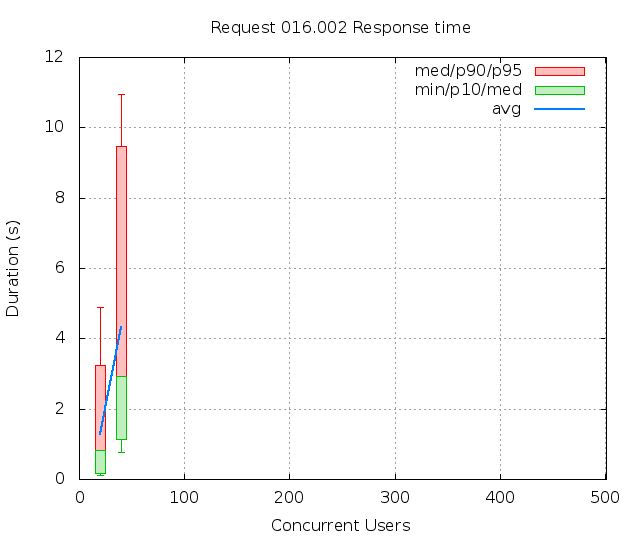 Request 016.002 Response time
12
10
8
6
4
2
0
Duration (s)
med/p90/p95
min/p10/med
avg
0 100 200 300 400 500
Concurrent Users